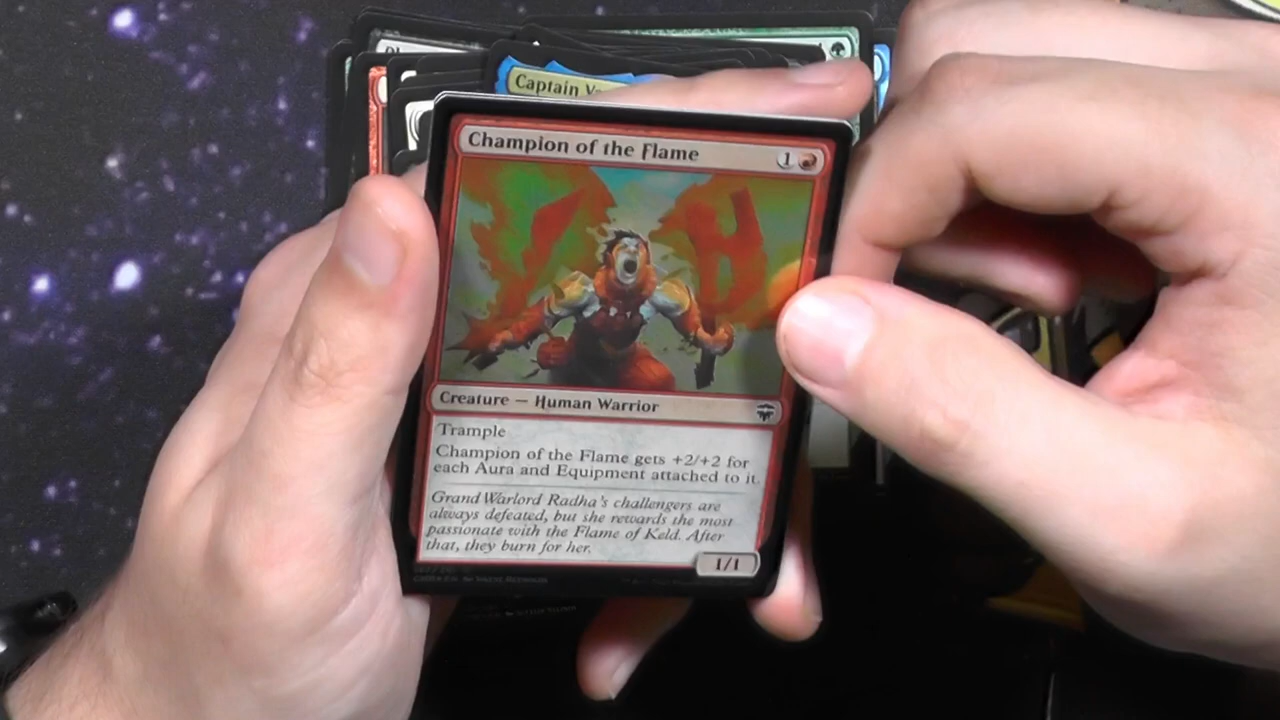 Captain
Champion of the Flame
1
Creature — Human Warrior
Trample
Champion of the Flame gets +2/+2 for
each Aura and Equipment attached to it.
Grand Warlord Radha's challengers are
always defeated, but she rewards the most
passionate with the Flame of Keld. After
that, they burn for her.
1/1